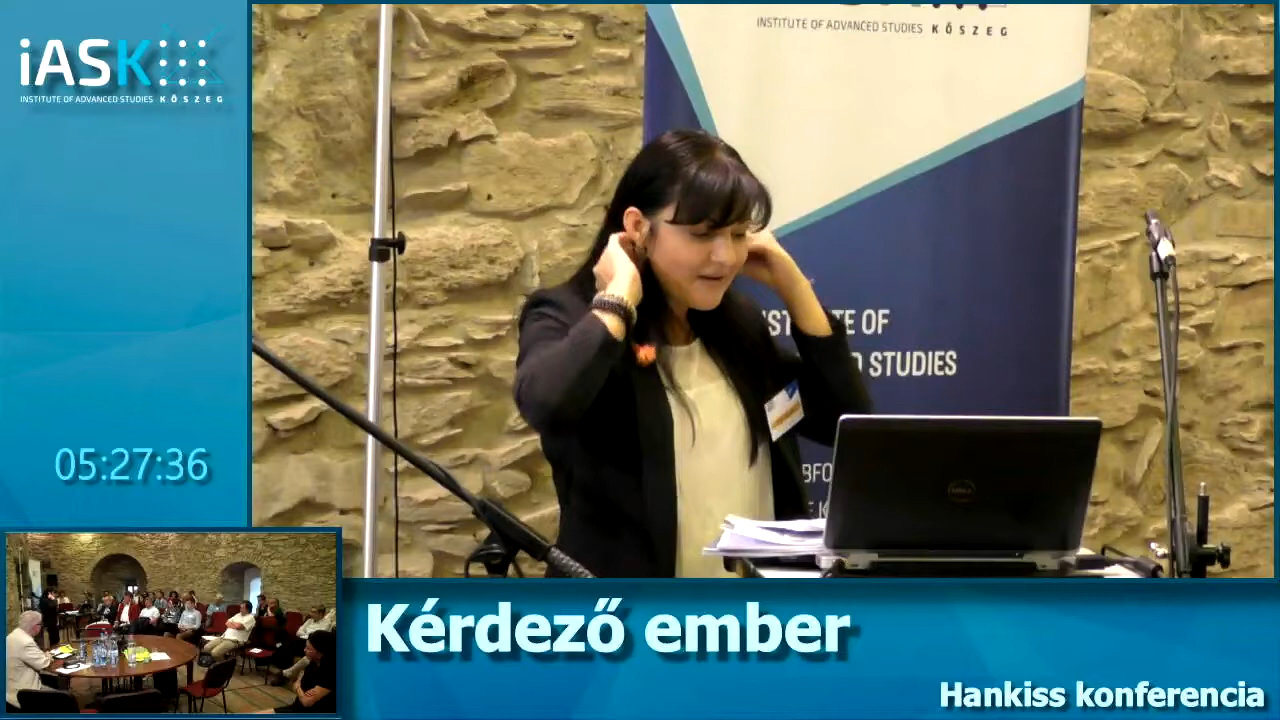 iASK
INSTITUTE OF ADVANCED STUDIES KŐSZEG
INSTITUTE OF ADVANCED STUDIES KŐSZEG
OF
STUDIES
05:27:36
DELL
Kérdező ember
Hankiss konferencia